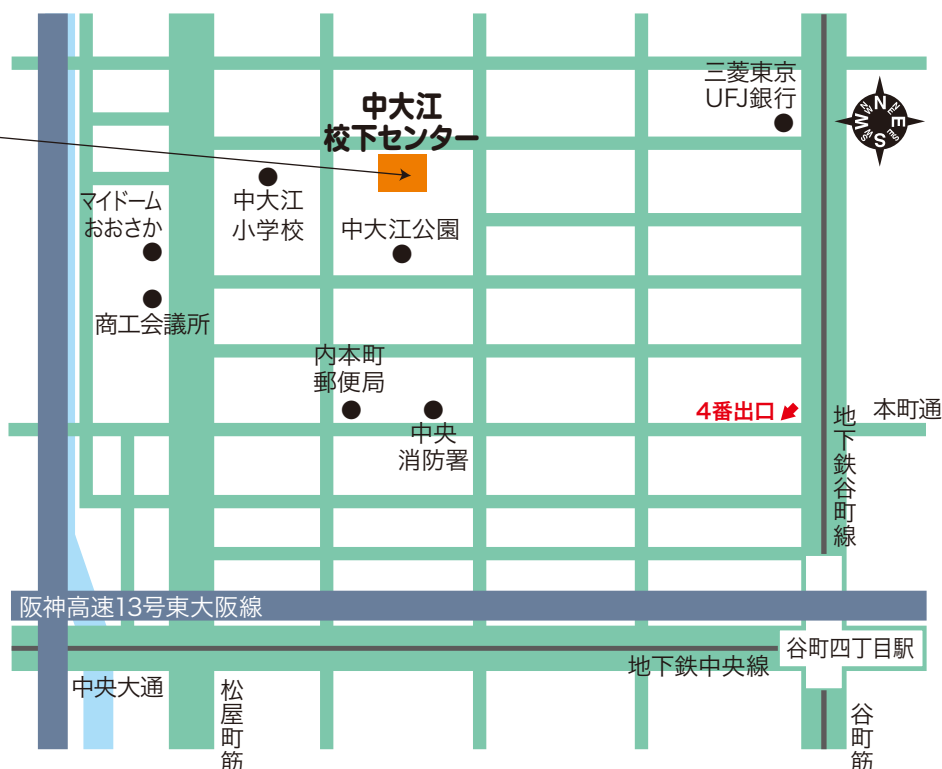 三菱東京
UFJ銀行
中大江
校下センター
N
NE
E
SE
S
SW
W
NW
マイドーム
おおさか
中大江
小学校
中大江公園
商工会議所
内本町
郵便局
4番出口
本町通
中央
消防署
地下鉄谷町線
阪神高速13号東大阪線
谷町四丁目駅
地下鉄中央線
中央大通
松屋町筋
谷町筋